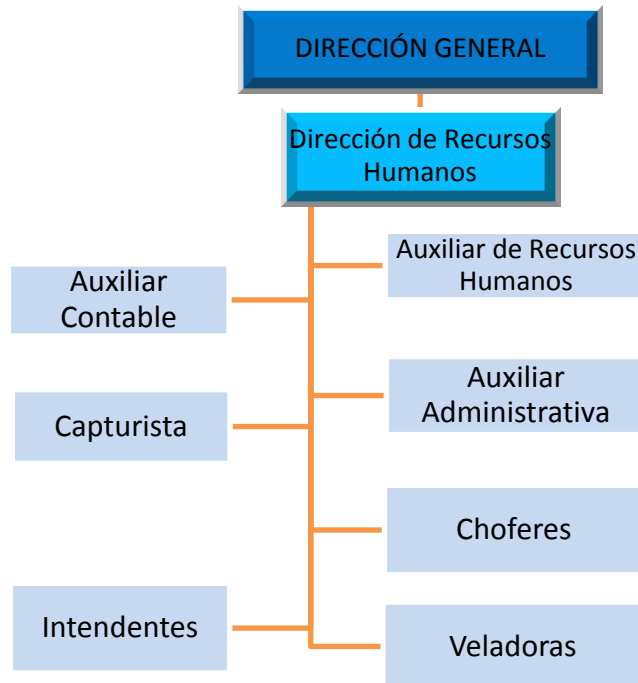 DIRECCIÓN GENERAL
Dirección de Recursos
Humanos
Auxiliar de Recursos
Humanos
Auxiliar
Contable
Auxiliar
Administrativa
Capturista
Choferes
Intendentes
Veladoras